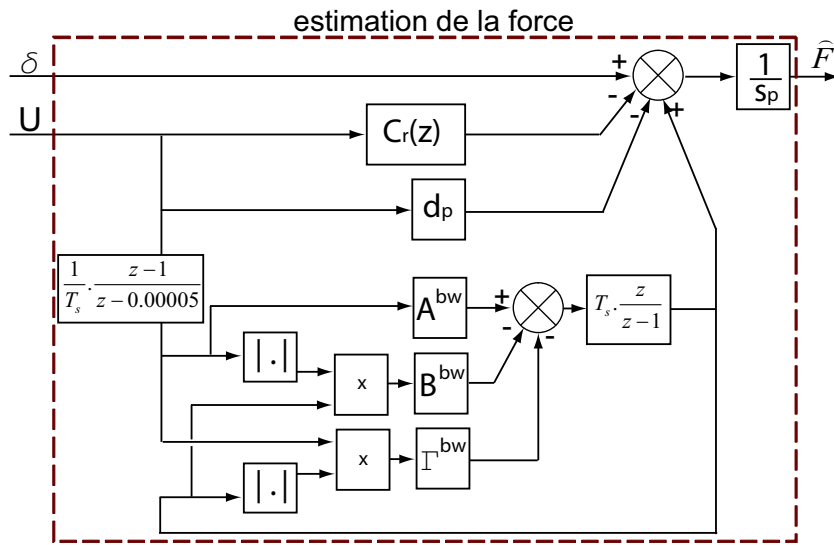 estimation de la force
δ
U
+
-
-
+
1/sₚ
F̂
Cᵣ(z)
dₚ
1/Tₛ . z−1/z−0.00005
A^bw
+
-
-
Tₛ . z/z−1
|.|
x
B^bw
x
Γ^bw
|.|